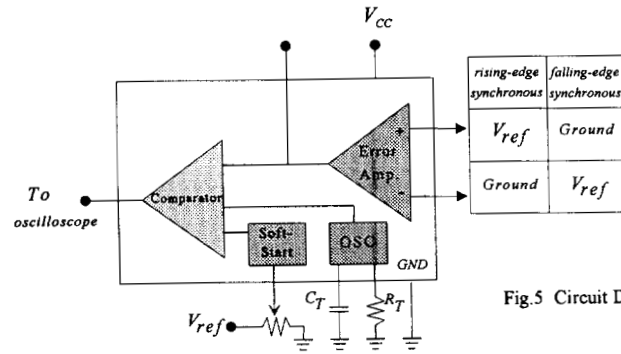 V_CC
rising-edge synchronous
falling-edge synchronous
V_ref
Ground
Ground
V_ref
+
Error Amp.
-
To oscilloscope
Comparator
Soft-Start
OSC
GND
C_T
R_T
V_ref
Fig.5 Circuit D